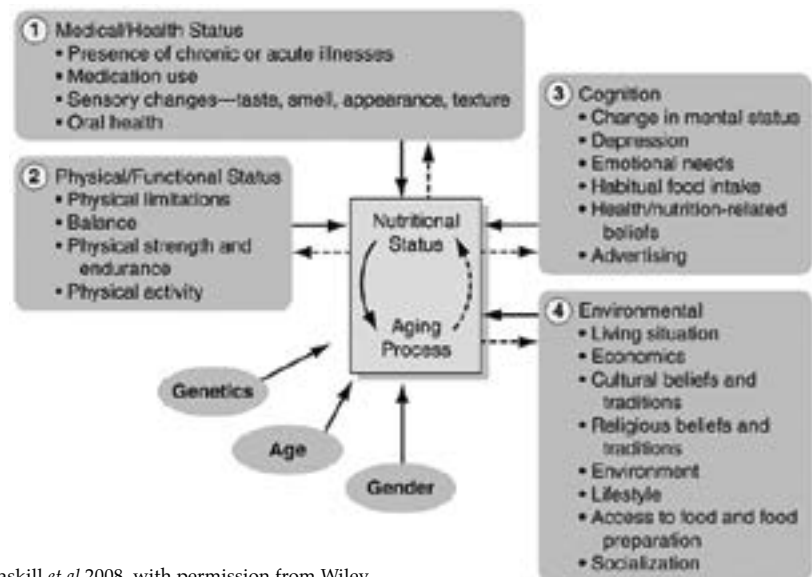 1 Medical/Health Status
• Presence of chronic or acute illnesses
• Medication use
• Sensory changes—taste, smell, appearance, texture
• Oral health
2 Physical/Functional Status
• Physical limitations
• Balance
• Physical strength and
endurance
• Physical activity
3 Cognition
• Change in mental status
• Depression
• Emotional needs
• Habitual food intake
• Health/nutrition-related
beliefs
• Advertising
Nutritional
Status
Aging
Process
4 Environmental
• Living situation
• Economics
• Cultural beliefs and
traditions
• Religious beliefs and
traditions
• Environment
• Lifestyle
• Access to food and food
preparation
• Socialization
Genetics
Age
Gender
nskill et al 2008, with permission from Wiley